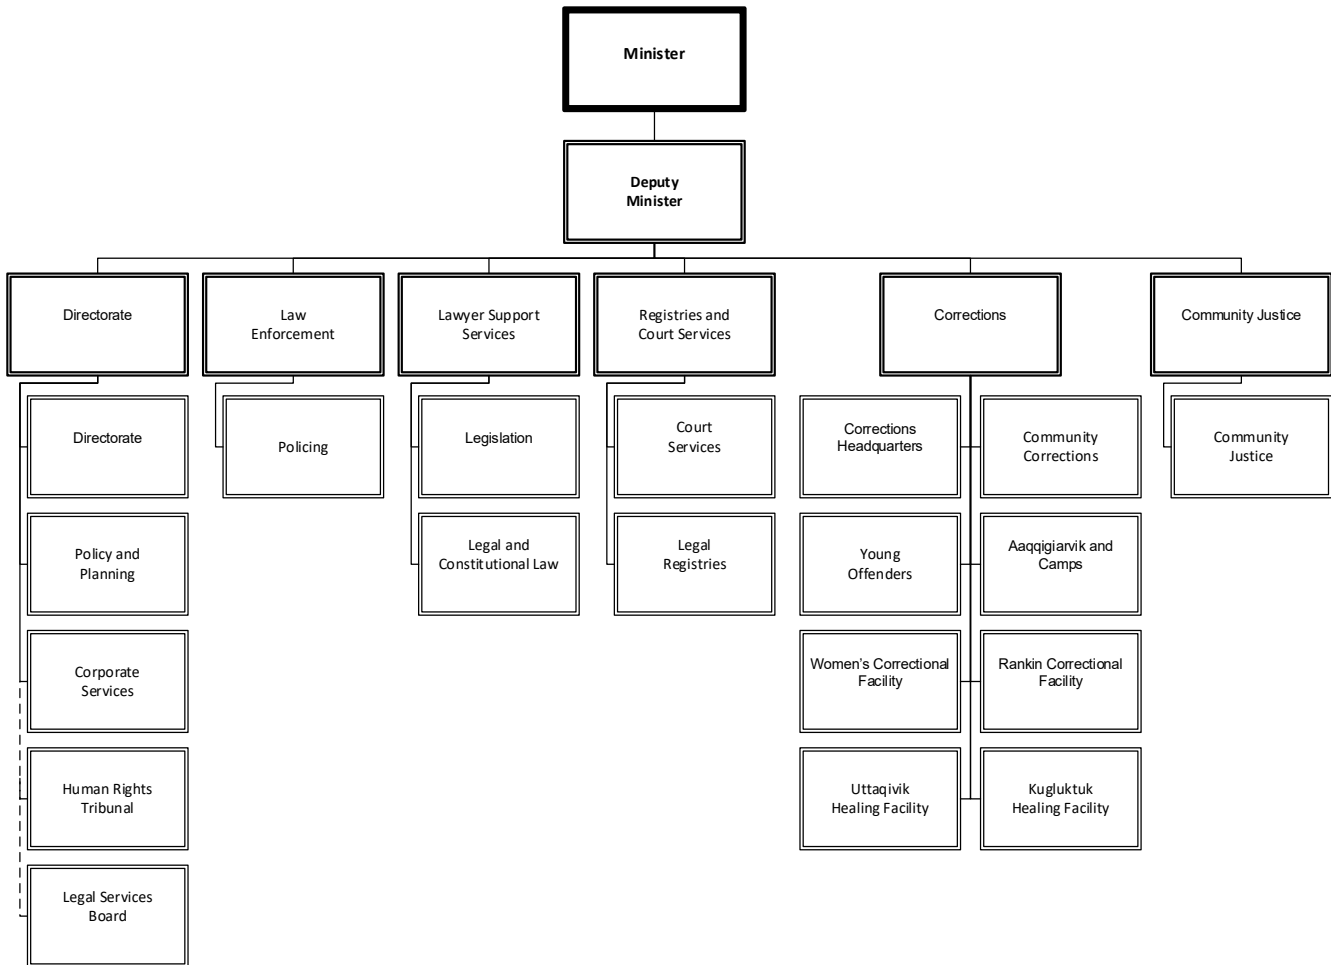 Minister
Deputy
Minister
Directorate
Law
Enforcement
Lawyer Support
Services
Registries and
Court Services
Corrections
Community Justice
Directorate
Policing
Legislation
Court
Services
Corrections
Headquarters
Community
Corrections
Community
Justice
Policy and
Planning
Legal and
Constitutional Law
Legal
Registries
Young
Offenders
Aaqqigiarvik and
Camps
Corporate
Services
Women's Correctional
Facility
Rankin Correctional
Facility
Human Rights
Tribunal
Uttaqivik
Healing Facility
Kugluktuk
Healing Facility
Legal Services
Board